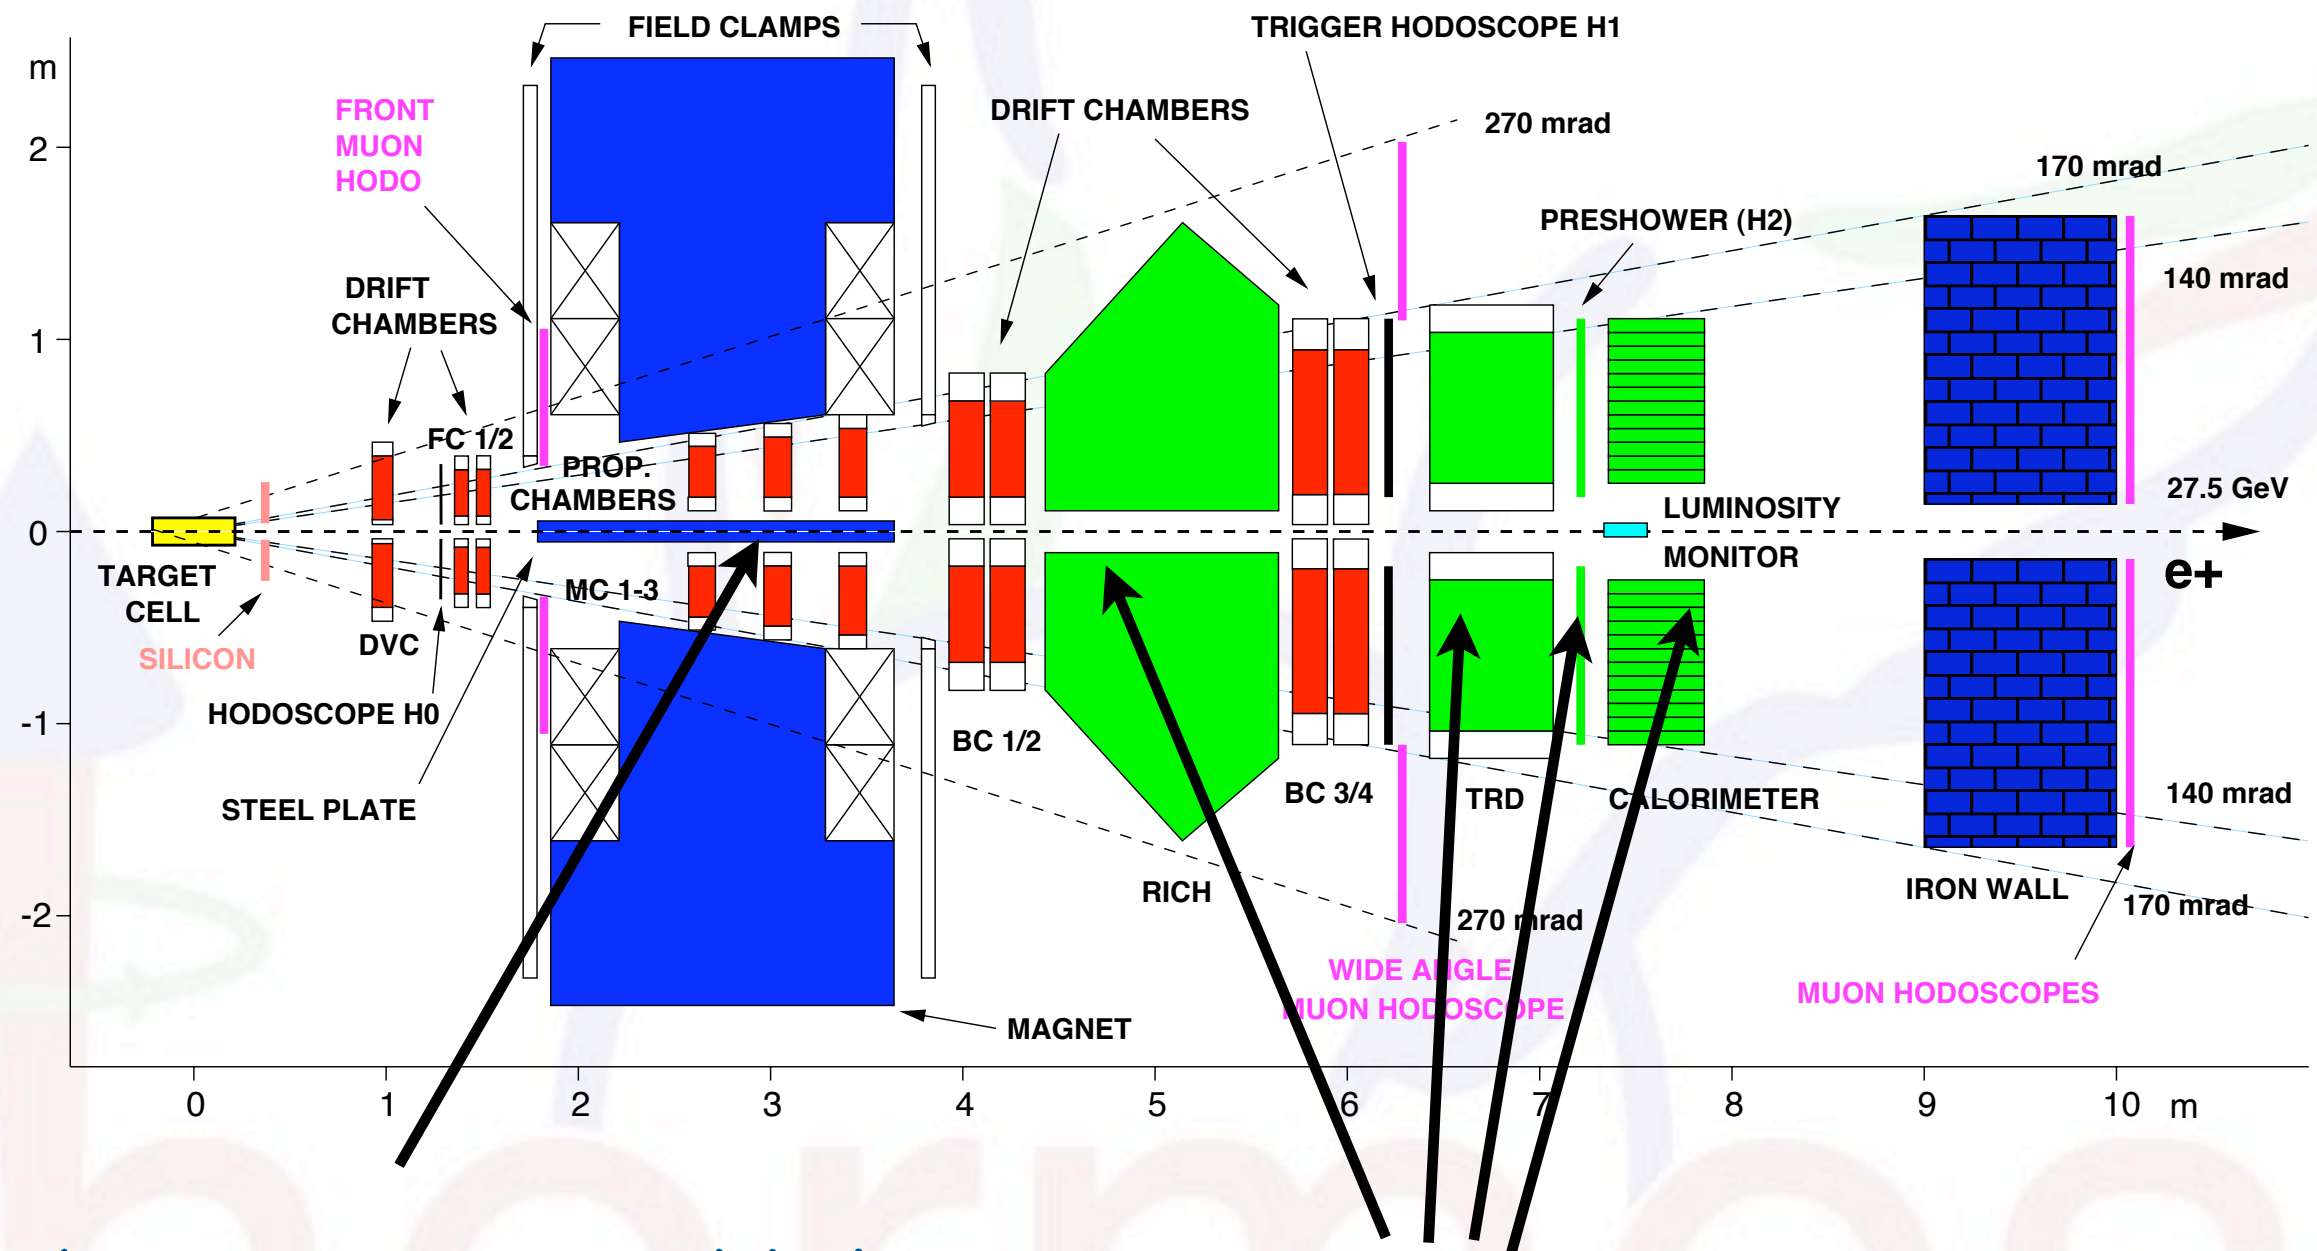 FIELD CLAMPS
TRIGGER HODOSCOPE H1
m
FRONT
MUON
HODO
DRIFT CHAMBERS
270 mrad
2
170 mrad
PRESHOWER (H2)
140 mrad
DRIFT
CHAMBERS
1
FC 1/2
PROP.
CHAMBERS
27.5 GeV
LUMINOSITY
0
MONITOR
e+
TARGET
CELL
MC 1-3
SILICON
DVC
HODOSCOPE H0
-1
BC 1/2
STEEL PLATE
BC 3/4
TRD
CALORIMETER
140 mrad
RICH
IRON WALL
170 mrad
-2
270 mrad
WIDE ANGLE
MUON HODOSCOPE
MUON HODOSCOPES
MAGNET
0 1 2 3 4 5 6 7 8 9 10 m